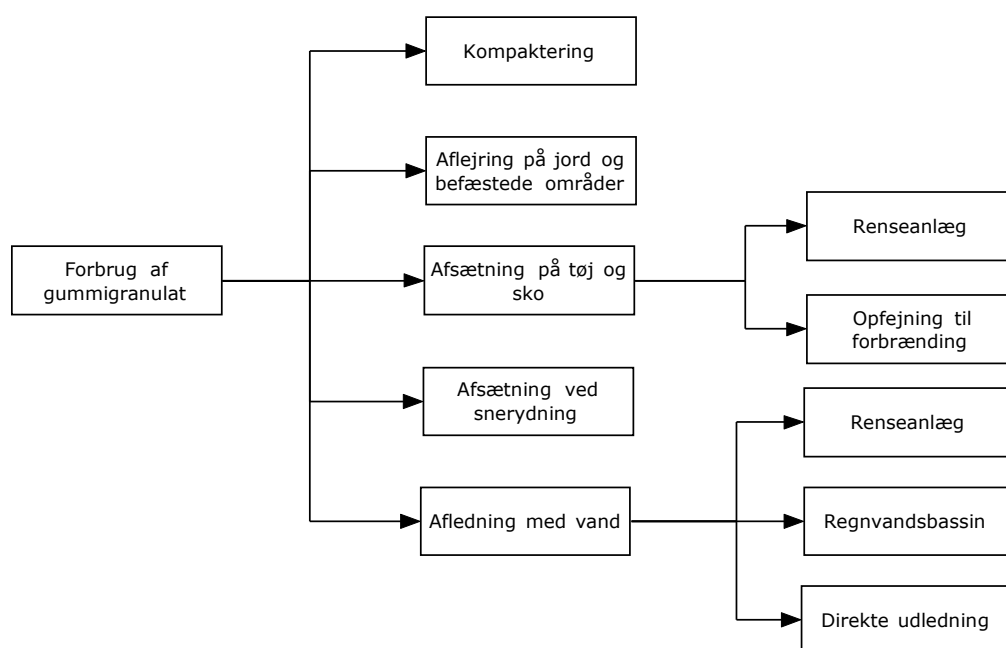 Kompaktering
Aflejring på jord og
befæstede områder
Renseanlæg
Forbrug af
gummigranulat
Afsætning på tøj og
sko
Opfejning til
forbrænding
Afsætning ved
snerydning
Renseanlæg
Afledning med vand
Regnvandsbassin
Direkte udledning